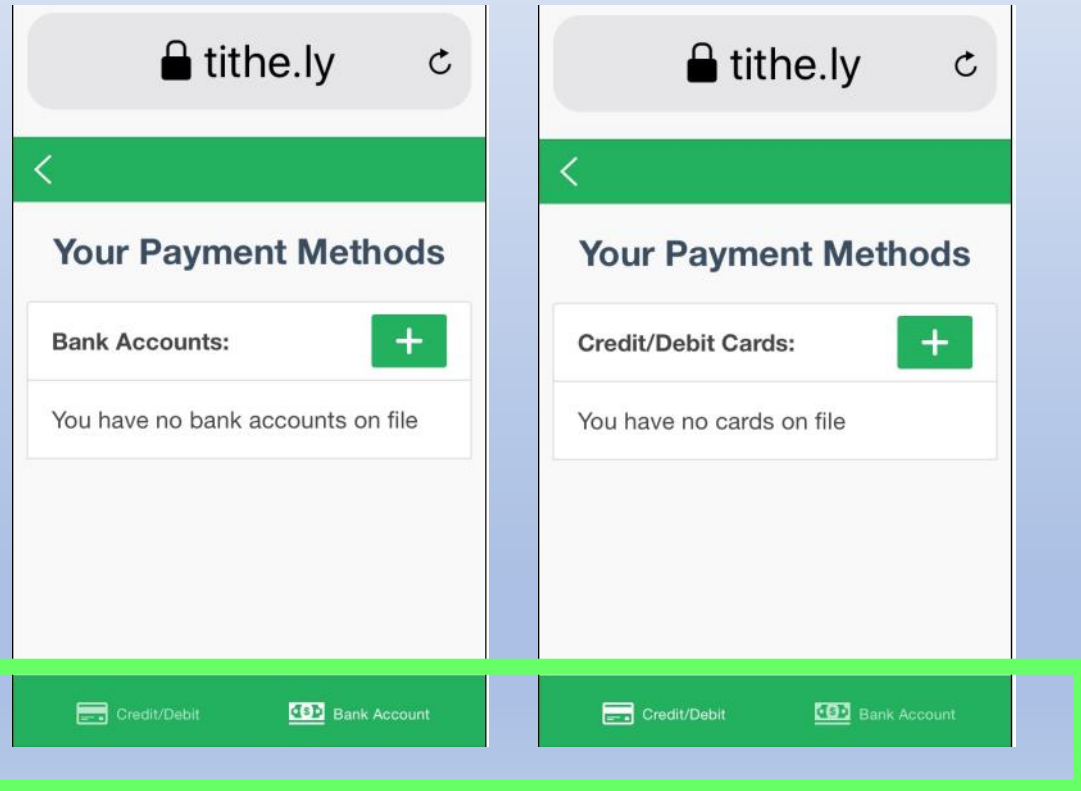 tithe.ly
Your Payment Methods
Bank Accounts:
+
You have no bank accounts on file
Credit/Debit
Bank Account
tithe.ly
Your Payment Methods
Credit/Debit Cards:
+
You have no cards on file
Credit/Debit
Bank Account